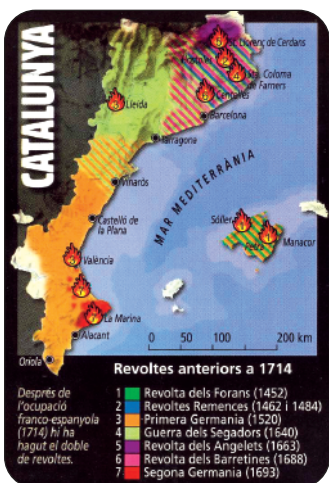 CATALUNYA
St. Llorenç de Cerdans
Hostoles
Sta. Coloma
de Farners
Centelles
Lleida
Barcelona
Tarragona
MAR MEDITERRÀNIA
Vinaròs
Castelló de
la Plana
Sóller
Petra
Manacor
València
La Marina
Alacant
Oriola
0 100 200 km
Revoltes anteriors a 1714
Després de
l'ocupació
franco-espanyola
(1714) hi ha
hagut el doble
de revoltes.
1 Revolta dels Forans (1452)
2 Revoltes Remences (1462 i 1484)
3 Primera Germania (1520)
4 Guerra dels Segadors (1640)
5 Revolta dels Angelets (1663)
6 Revolta dels Barretines (1688)
7 Segona Germania (1693)